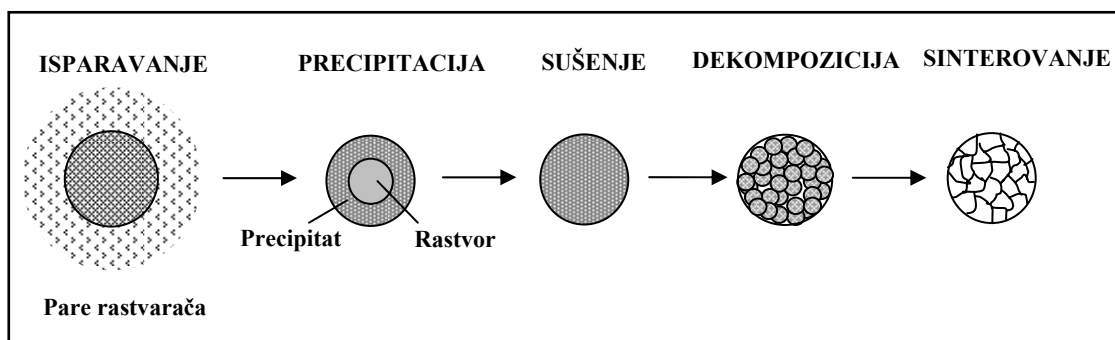 ISPARAVANJE PRECIPITACIJA SUŠENJE DEKOMPOZICIJA SINTEROVANJE
Precipitat Rastvor
Pare rastvarača